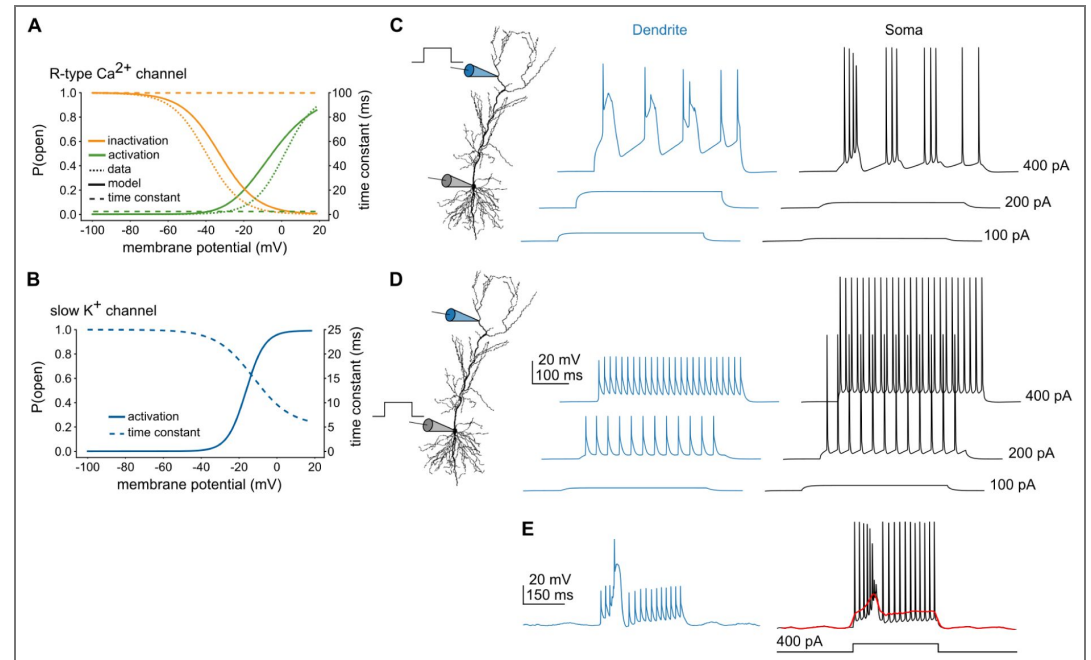 A
R-type Ca2+ channel
P(open)
1.0
0.8
0.6
0.4
0.2
0.0
inactivation
activation
data
model
time constant
100
80
60
40
20
0
time constant (ms)
-100 -80 -60 -40 -20 0 20
membrane potential (mV)
B
slow K+ channel
P(open)
1.0
0.8
0.6
0.4
0.2
0.0
activation
time constant
25
20
15
10
5
0
time constant (ms)
-100 -80 -60 -40 -20 0 20
membrane potential (mV)
C
Dendrite
Soma
400 pA
200 pA
100 pA
D
20 mV
100 ms
400 pA
200 pA
100 pA
E
20 mV
150 ms
400 pA